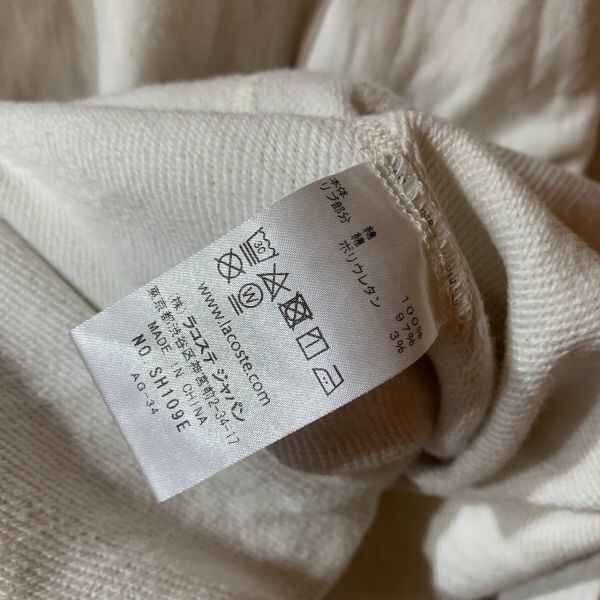 本体 綿 100%
リブ部分 綿 97%
ポリウレタン 3%
30
W
www.lacoste.com
(株)ラコステ ジャパン
東京都渋谷区神宮前2-34-17
MADE IN CHINA
NO SH109E
AG-34